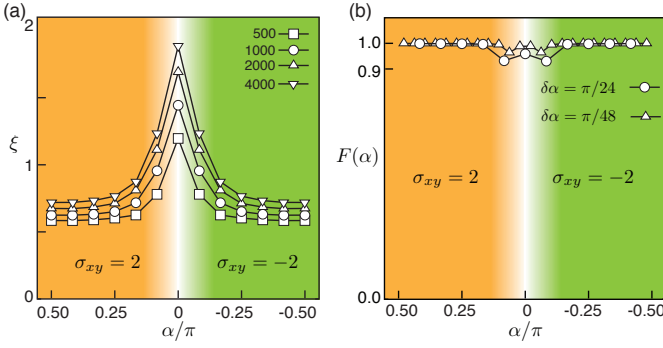 (a)
2
500
1000
2000
4000
ξ
1
σxy = 2
σxy = −2
0
0.50
0.25
0
-0.25
-0.50
α/π
(b)
1.0
0.9
δα = π/24
δα = π/48
F(α)
σxy = 2
σxy = −2
0.0
0.50
0.25
0
-0.25
-0.50
α/π